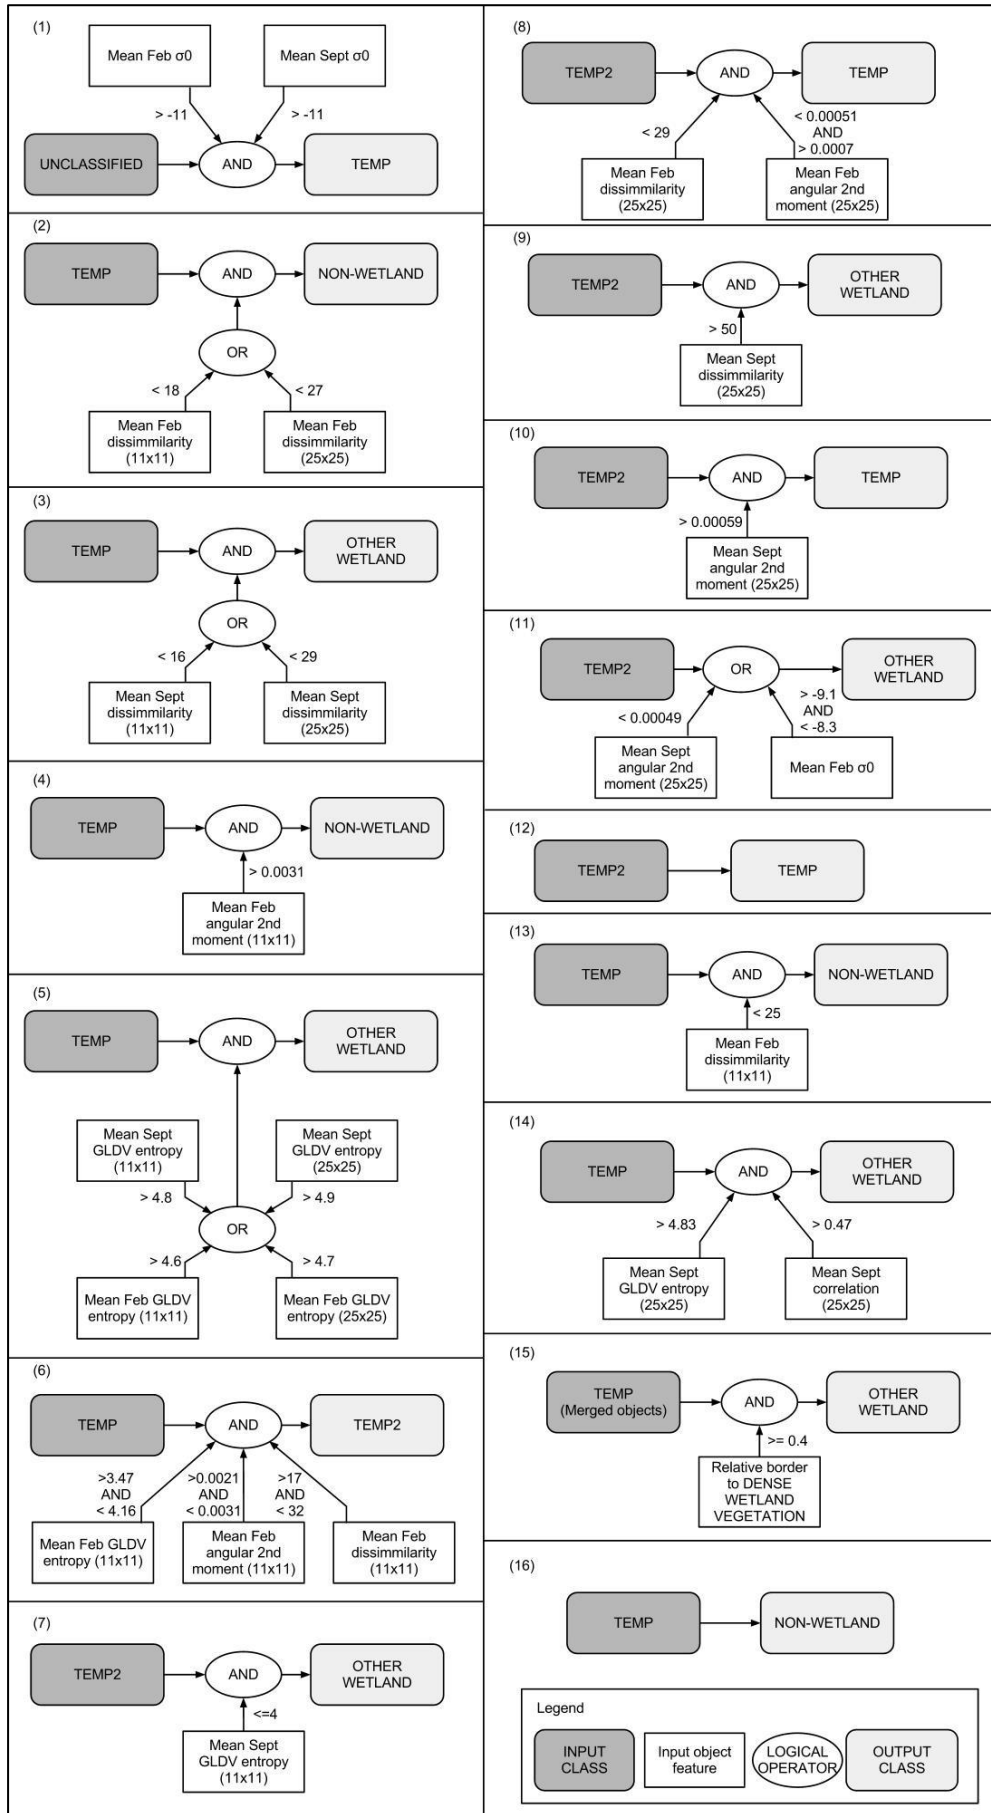 (1)
Mean Feb σ0
Mean Sept σ0
> -11
> -11
UNCLASSIFIED
AND
TEMP
(2)
TEMP
AND
NON-WETLAND
OR
< 18
< 27
Mean Feb
dissimmilarity
(11x11)
Mean Feb
dissimmilarity
(25x25)
(3)
TEMP
AND
OTHER
WETLAND
OR
< 16
< 29
Mean Sept
dissimmilarity
(11x11)
Mean Sept
dissimmilarity
(25x25)
(4)
TEMP
AND
NON-WETLAND
> 0.0031
Mean Feb
angular 2nd
moment (11x11)
(5)
TEMP
AND
OTHER
WETLAND
Mean Sept
GLDV entropy
(11x11)
Mean Sept
GLDV entropy
(25x25)
> 4.8
> 4.9
OR
> 4.6
> 4.7
Mean Feb GLDV
entropy (11x11)
Mean Feb GLDV
entropy (25x25)
(6)
TEMP
AND
TEMP2
>3.47
AND
< 4.16
>0.0021
AND
< 0.0031
>17
AND
< 32
Mean Feb GLDV
entropy (11x11)
Mean Feb
angular 2nd
moment (11x11)
Mean Feb
dissimmilarity
(11x11)
(7)
TEMP2
AND
OTHER
WETLAND
<=4
Mean Sept
GLDV entropy
(11x11)
(8)
TEMP2
AND
TEMP
< 29
< 0.00051
AND
> 0.0007
Mean Feb
dissimmilarity
(25x25)
Mean Feb
angular 2nd
moment (25x25)
(9)
TEMP2
AND
OTHER
WETLAND
> 50
Mean Sept
dissimmilarity
(25x25)
(10)
TEMP2
AND
TEMP
> 0.00059
Mean Sept
angular 2nd
moment (25x25)
(11)
TEMP2
OR
OTHER
WETLAND
< 0.00049
> -9.1
AND
< -8.3
Mean Sept
angular 2nd
moment (25x25)
Mean Feb σ0
(12)
TEMP2
TEMP
(13)
TEMP
AND
NON-WETLAND
< 25
Mean Feb
dissimmilarity
(11x11)
(14)
TEMP
AND
OTHER
WETLAND
> 4.83
> 0.47
Mean Sept
GLDV entropy
(25x25)
Mean Sept
correlation
(25x25)
(15)
TEMP
(Merged objects)
AND
OTHER
WETLAND
>= 0.4
Relative border
to DENSE
WETLAND
VEGETATION
(16)
TEMP
NON-WETLAND
Legend
INPUT
CLASS
Input object
feature
LOGICAL
OPERATOR
OUTPUT
CLASS